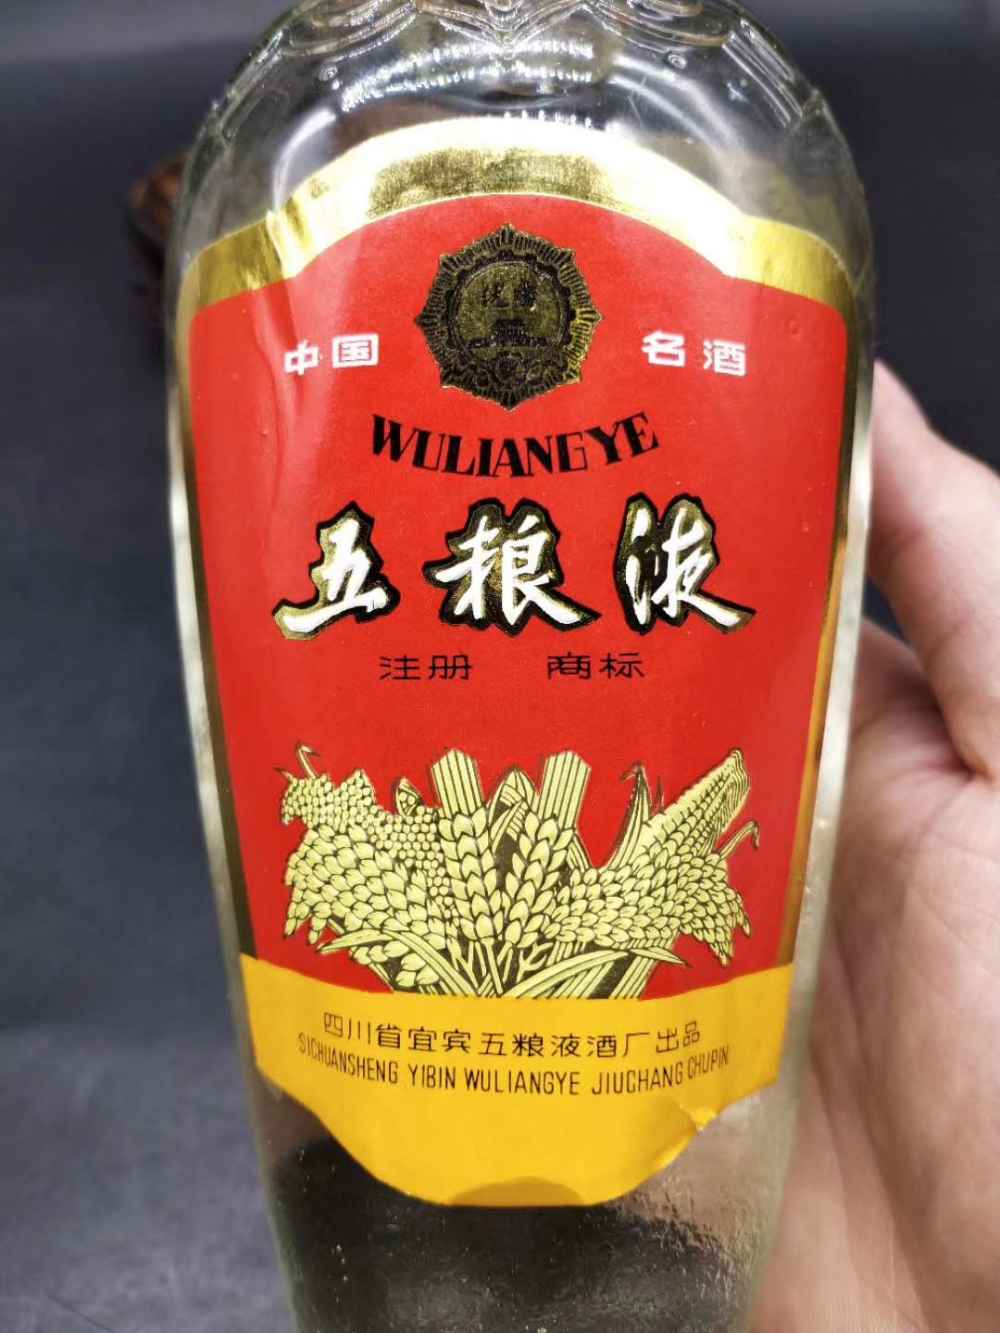 中国 名酒
WULIANGYE
五粮液
注册 商标
四川省宜宾五粮液酒厂出品
SICHUANSHENG YIBIN WULIANGYE JIUCHANG CHUPIN